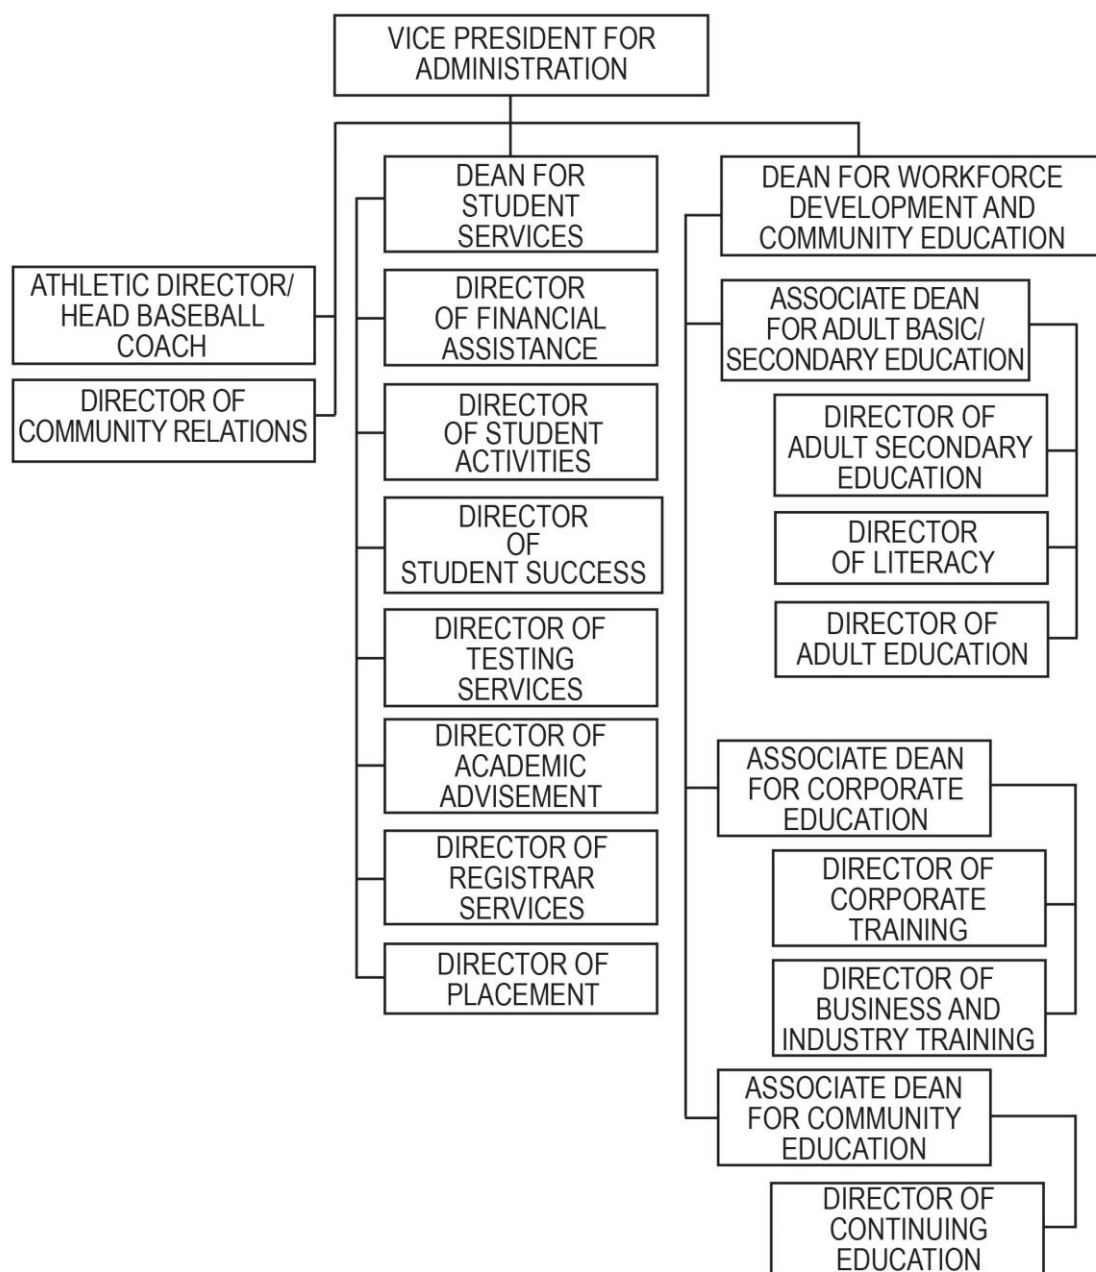 VICE PRESIDENT FOR
ADMINISTRATION
ATHLETIC DIRECTOR/
HEAD BASEBALL
COACH
DIRECTOR OF
COMMUNITY RELATIONS
DEAN FOR
STUDENT
SERVICES
DIRECTOR
OF FINANCIAL
ASSISTANCE
DIRECTOR
OF STUDENT
ACTIVITIES
DIRECTOR
OF
STUDENT SUCCESS
DIRECTOR OF
TESTING
SERVICES
DIRECTOR OF
ACADEMIC
ADVISEMENT
DIRECTOR OF
REGISTRAR
SERVICES
DIRECTOR OF
PLACEMENT
DEAN FOR WORKFORCE
DEVELOPMENT AND
COMMUNITY EDUCATION
ASSOCIATE DEAN
FOR ADULT BASIC/
SECONDARY EDUCATION
DIRECTOR OF
ADULT SECONDARY
EDUCATION
DIRECTOR
OF LITERACY
DIRECTOR OF
ADULT EDUCATION
ASSOCIATE DEAN
FOR CORPORATE
EDUCATION
DIRECTOR OF
CORPORATE
TRAINING
DIRECTOR OF
BUSINESS AND
INDUSTRY TRAINING
ASSOCIATE DEAN
FOR COMMUNITY
EDUCATION
DIRECTOR OF
CONTINUING
EDUCATION